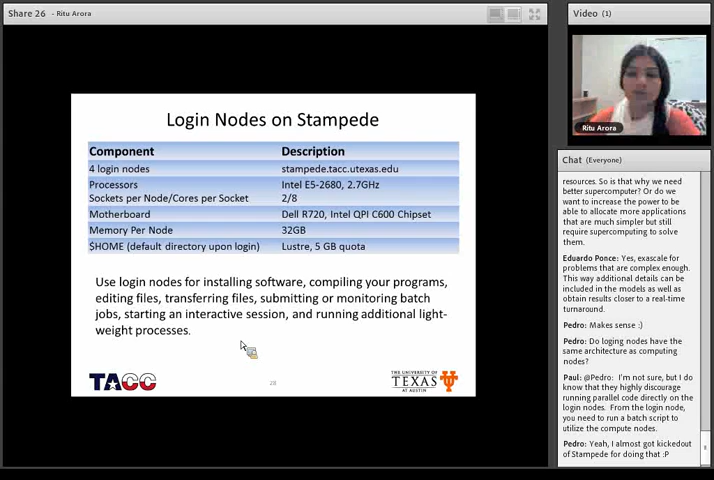 Share 26 - Ritu Arora
Login Nodes on Stampede
Component Description
4 login nodes stampede.tacc.utexas.edu
Processors Intel E5-2680, 2.7GHz
Sockets per Node/Cores per Socket 2/8
Motherboard Dell R720, Intel QPI C600 Chipset
Memory Per Node 32GB
$HOME (default directory upon login) Lustre, 5 GB quota
Use login nodes for installing software, compiling your programs,
editing files, transferring files, submitting or monitoring batch
jobs, starting an interactive session, and running additional light-
weight processes.
TACC
28
THE UNIVERSITY OF
TEXAS
AT AUSTIN
Video (1)
Ritu Arora
Chat (Everyone)
resources. So is that why we need
better supercomputer? Or do we
want to increase the power to be
able to allocate more applications
that are much simpler but still
require supercomputing to solve
them.
Eduardo Ponce: Yes, exascale for
problems that are complex enough.
This way additional details can be
included in the models as well as
obtain results closer to a real-time
turnaround.
Pedro: Makes sense :)
Pedro: Do loging nodes have the
same architecture as computing
nodes?
Paul: @Pedro: I'm not sure, but I do
know that they highly discourage
running parallel code directly on the
login nodes. From the login node,
you need to run a batch script to
utilize the compute nodes.
Pedro: Yeah, I almost got kickedout
of Stampede for doing that :P